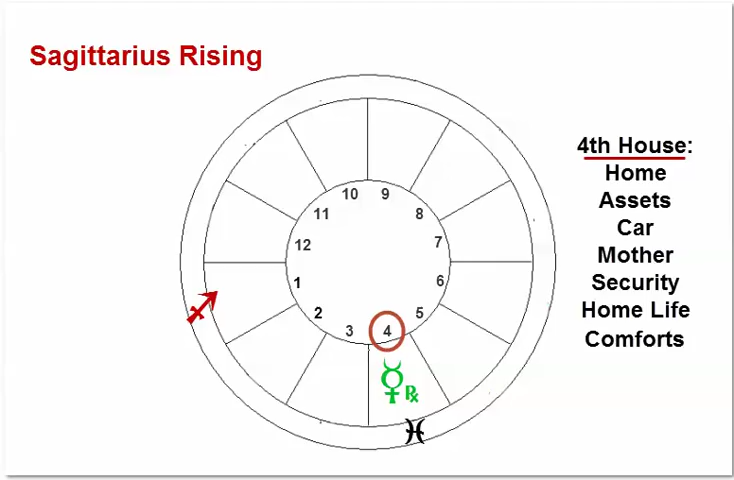 Sagittarius Rising
10 9
11 8
12 7
1 6
2 5
3 4
♐
☿℞
♓
4th House:
Home
Assets
Car
Mother
Security
Home Life
Comforts